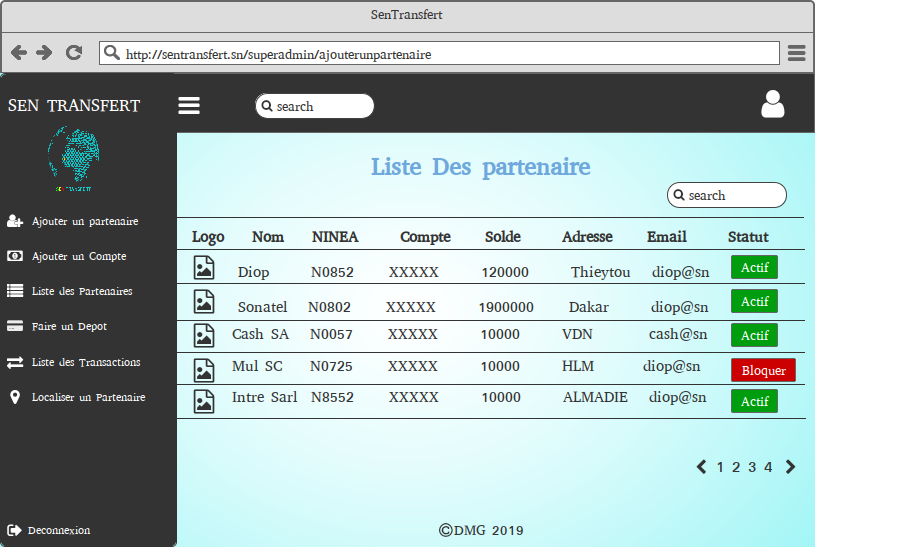 SenTransfert
http://sentransfert.sn/superadmin/ajouterunpartenaire
SEN TRANSFERT
search
SEN TRANSFERT
Liste Des partenaire
search
Ajouter un partenaire
Ajouter un Compte
Liste des Partenaires
Faire un Depot
Liste des Transactions
Localiser un Partenaire
Deconnexion
Logo Nom NINEA Compte Solde Adresse Email Statut
Diop N0852 XXXXX 120000 Thieytou diop@sn Actif
Sonatel N0802 XXXXX 1900000 Dakar diop@sn Actif
Cash SA N0057 XXXXX 10000 VDN cash@sn Actif
Mul SC N0725 XXXXX 10000 HLM diop@sn Bloquer
Intre Sarl N8552 XXXXX 10000 ALMADIE diop@sn Actif
1 2 3 4
©DMG 2019